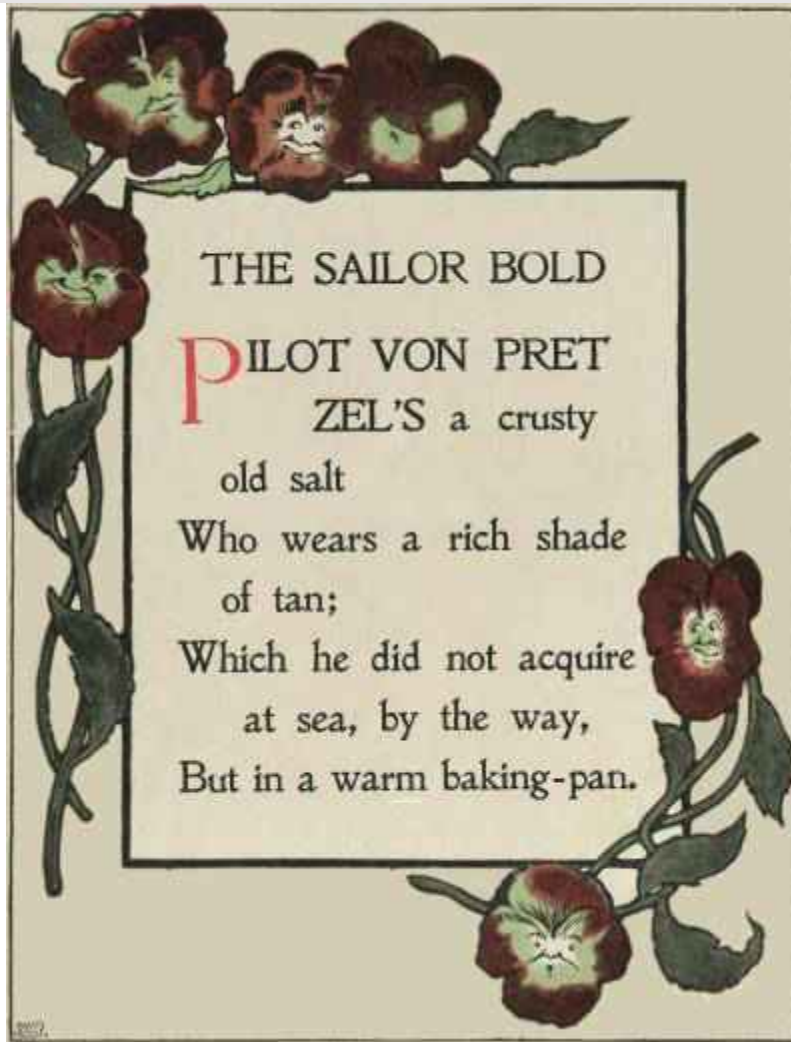 THE SAILOR BOLD
PILOT VON PRET
ZEL'S a crusty
old salt
Who wears a rich shade
of tan;
Which he did not acquire
at sea, by the way,
But in a warm baking-pan.